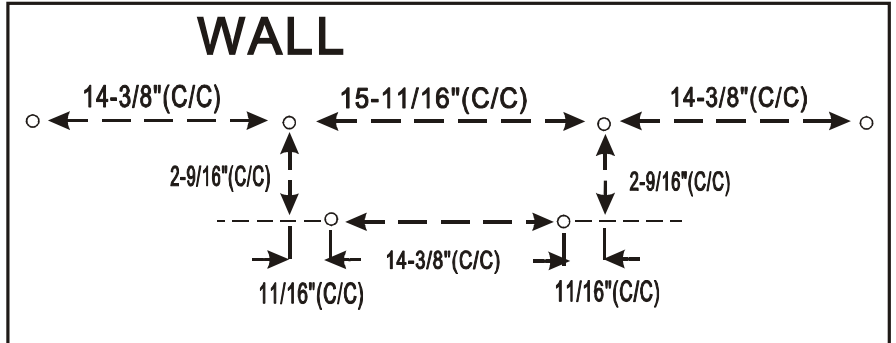 WALL
14-3/8"(C/C) 15-11/16"(C/C) 14-3/8"(C/C)
2-9/16"(C/C) 2-9/16"(C/C)
14-3/8"(C/C)
11/16"(C/C) 11/16"(C/C)